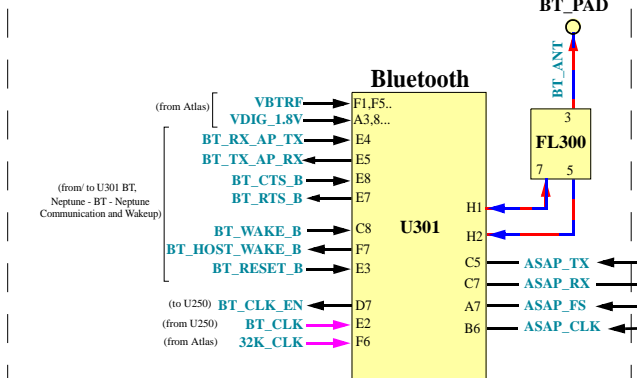 BT_PAD
BT_ANT
Bluetooth
3
FL300
7 5
(from Atlas)
VBTRF F1,F5..
VDIG_1.8V A3,8...
BT_RX_AP_TX E4
BT_TX_AP_RX E5
BT_CTS_B E8
BT_RTS_B E7
(from/ to U301 BT,
Neptune - BT - Neptune
Communication and Wakeup)
BT_WAKE_B C8
BT_HOST_WAKE_B F7
BT_RESET_B E3
(to U250) BT_CLK_EN D7
(from U250) BT_CLK E2
(from Atlas) 32K_CLK F6
U301
H1
H2
C5 ASAP_TX
C7 ASAP_RX
A7 ASAP_FS
B6 ASAP_CLK